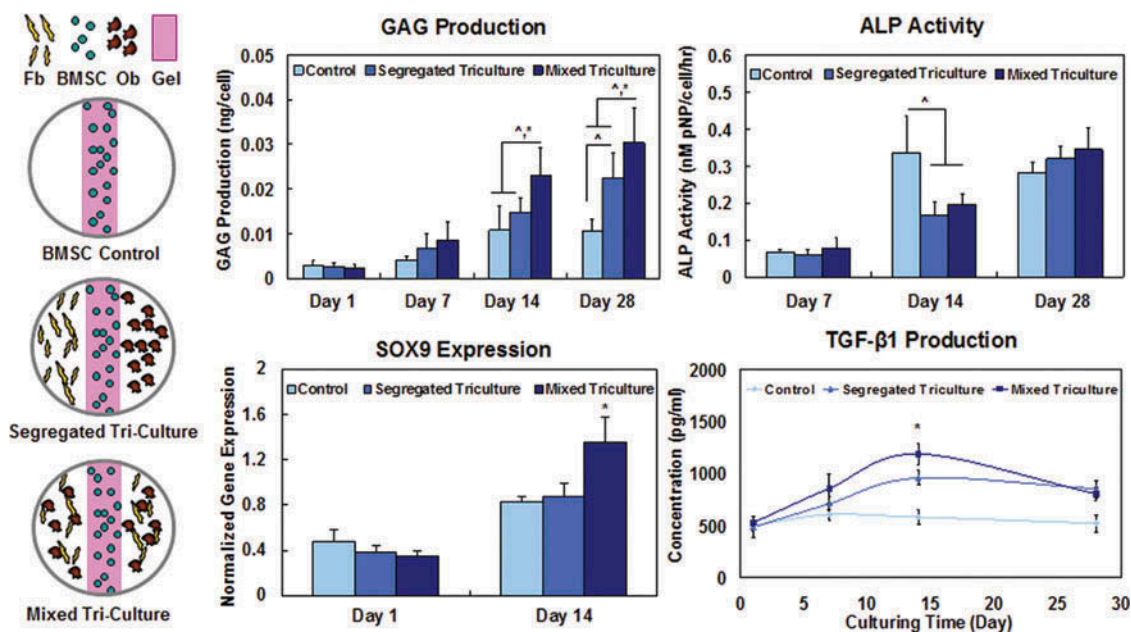 Fb BMSC Ob Gel
BMSC Control
Segregated Tri-Culture
Mixed Tri-Culture
GAG Production
GAG Production (ng/cell)
0.05
0.04
0.03
0.02
0.01
0
Control Segregated Triculture Mixed Triculture
^,*
^,*
^
Day 1 Day 7 Day 14 Day 28
ALP Activity
ALP Activity (nM pNP/cell/hr)
0.6
0.5
0.4
0.3
0.2
0.1
0
Control Segregated Triculture Mixed Triculture
^
Day 7 Day 14 Day 28
SOX9 Expression
Normalized Gene Expression
2
1.6
1.2
0.8
0.4
0
Control Segregated Triculture Mixed Triculture
*
Day 1 Day 14
TGF-β1 Production
Concentration (pg/ml)
2000
1500
1000
500
0
Control Segregated Triculture Mixed Triculture
*
0 5 10 15 20 25 30
Culturing Time (Day)